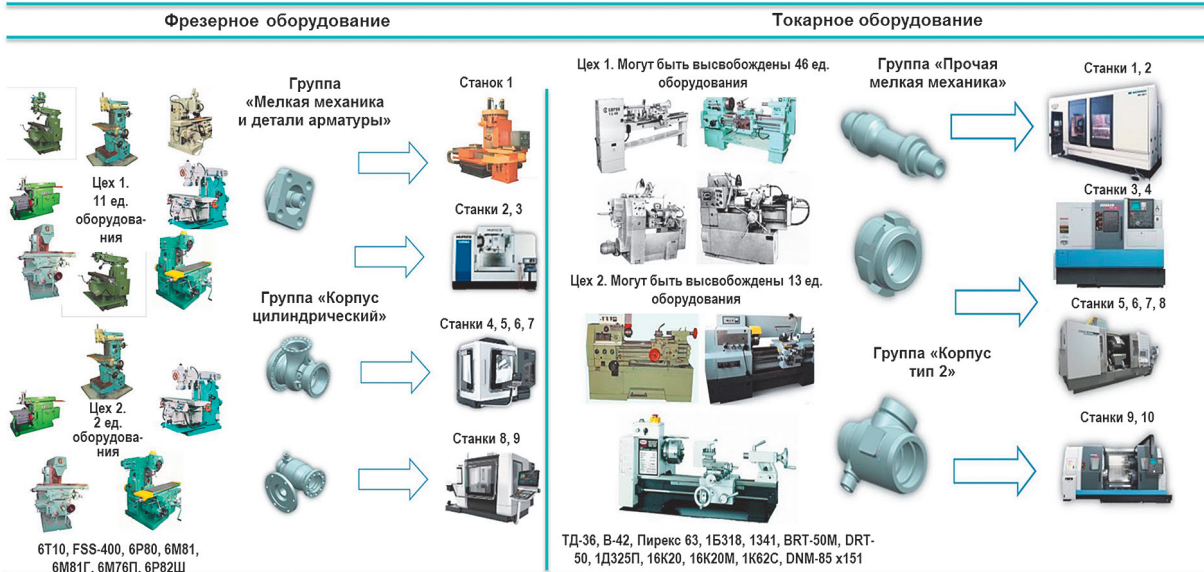 Фрезерное оборудование
Токарное оборудование
Группа
«Мелкая механика
и детали арматуры»
Станок 1
Цех 1.
11 ед.
оборудова-
ния
Станки 2, 3
Группа «Корпус
цилиндрический»
Станки 4, 5, 6, 7
Цех 2.
2 ед.
оборудова-
ния
Станки 8, 9
6Т10, FSS-400, 6Р80, 6М81,
6М81Г, 6М76П, 6Р82Ш
Цех 1. Могут быть высвобождены 46 ед.
оборудования
Группа «Прочая
мелкая механика»
Станки 1, 2
Станки 3, 4
Цех 2. Могут быть высвобождены 13 ед.
оборудования
Станки 5, 6, 7, 8
Группа «Корпус
тип 2»
Станки 9, 10
ТД-36, В-42, Пирекс 63, 1Б318, 1341, BRT-50М, DRT-
50, 1Д325П, 16К20, 16К20М, 1К62С, DNM-85 х151